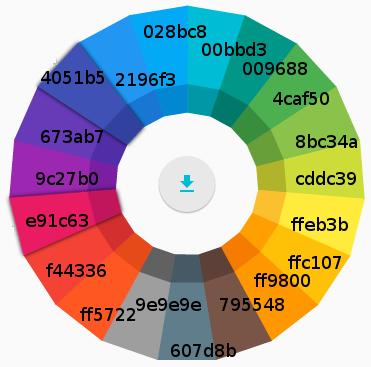 028bc8
00bbd3
009688
4caf50
8bc34a
cddc39
ffeb3b
ffc107
ff9800
795548
607d8b
9e9e9e
ff5722
f44336
e91c63
9c27b0
673ab7
4051b5
2196f3